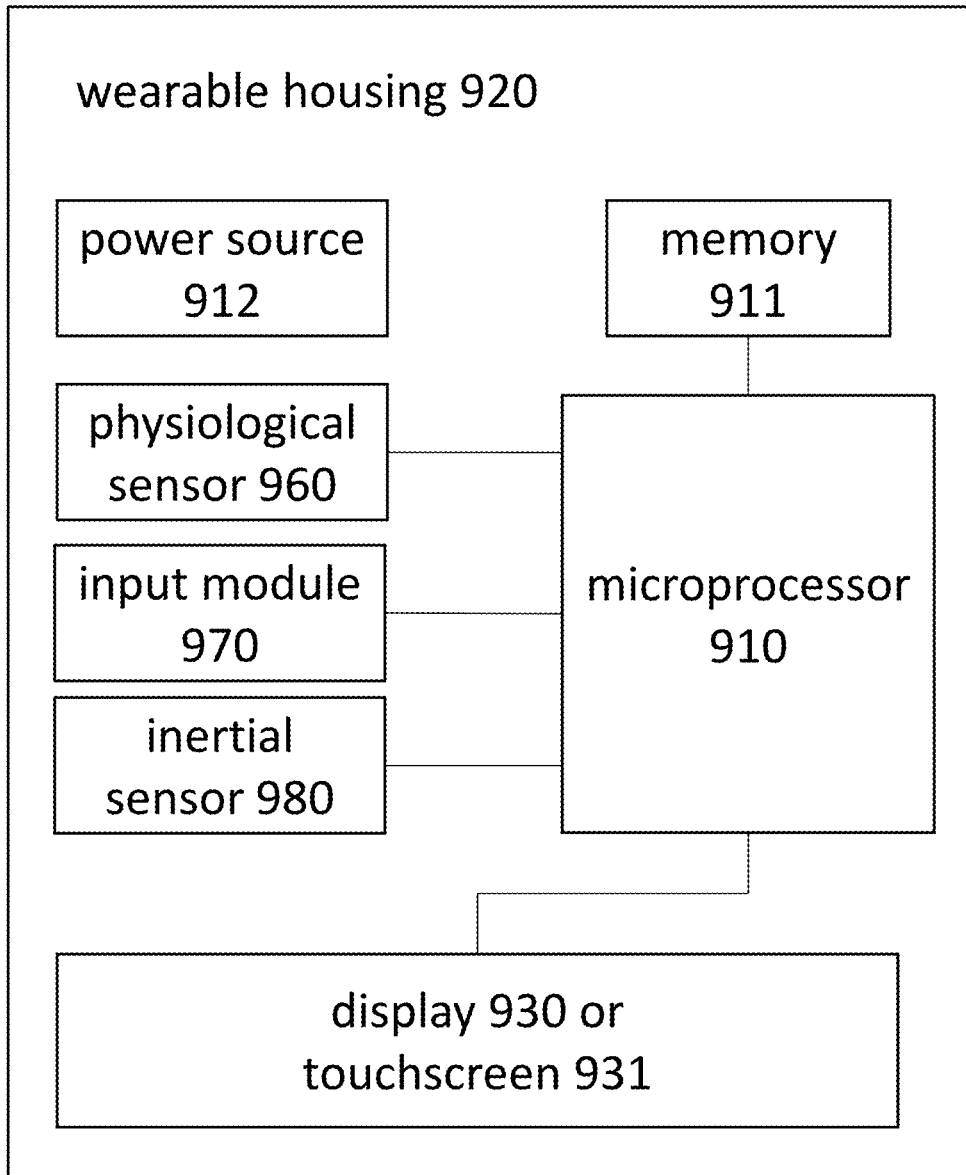 wearable housing 920
power source
912
memory
911
physiological
sensor 960
input module
970
inertial
sensor 980
microprocessor
910
display 930 or
touchscreen 931